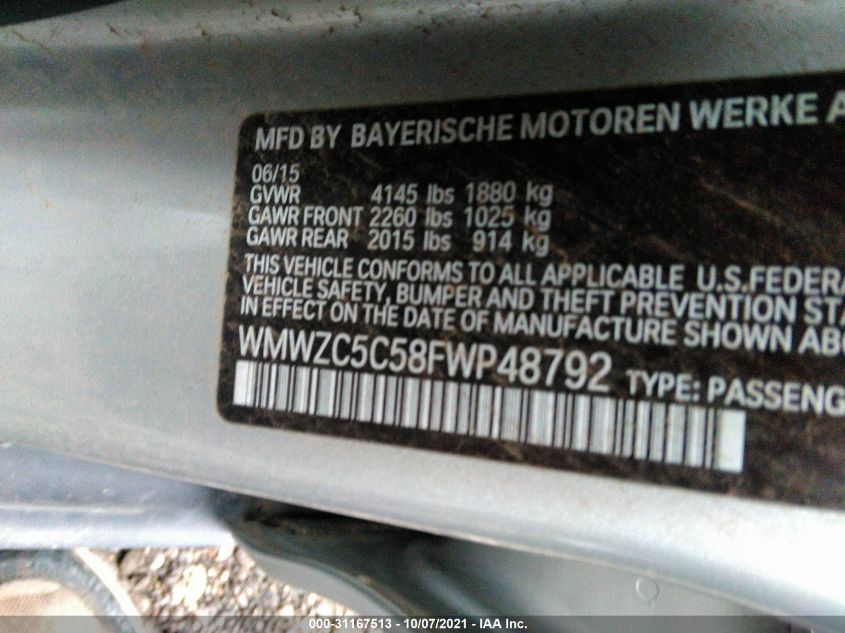 MFD BY BAYERISCHE MOTOREN WERKE A
06/15
GVWR 4145 lbs 1880 kg
GAWR FRONT 2260 lbs 1025 kg
GAWR REAR 2015 lbs 914 kg
THIS VEHICLE CONFORMS TO ALL APPLICABLE U.S.FEDERA
VEHICLE SAFETY, BUMPER AND THEFT PREVENTION STA
IN EFFECT ON THE DATE OF MANUFACTURE SHOWN ABO
WMWZC5C58FWP48792 TYPE: PASSENG
000-31167513 - 10/07/2021 - IAA Inc.